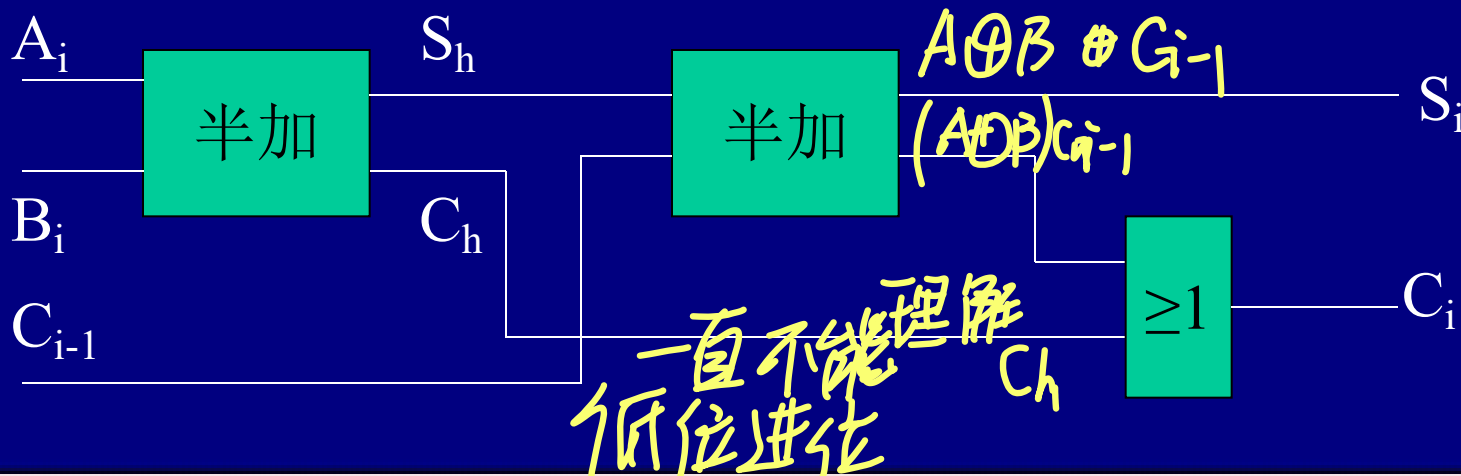 A⊕B ⊕ Ci-1
Ai
Sh
半加
半加
Si
(A⊕B)Ci-1
Bi
Ch
≥1
Ci
Ci-1
一直不能理解 Ch
低位进位